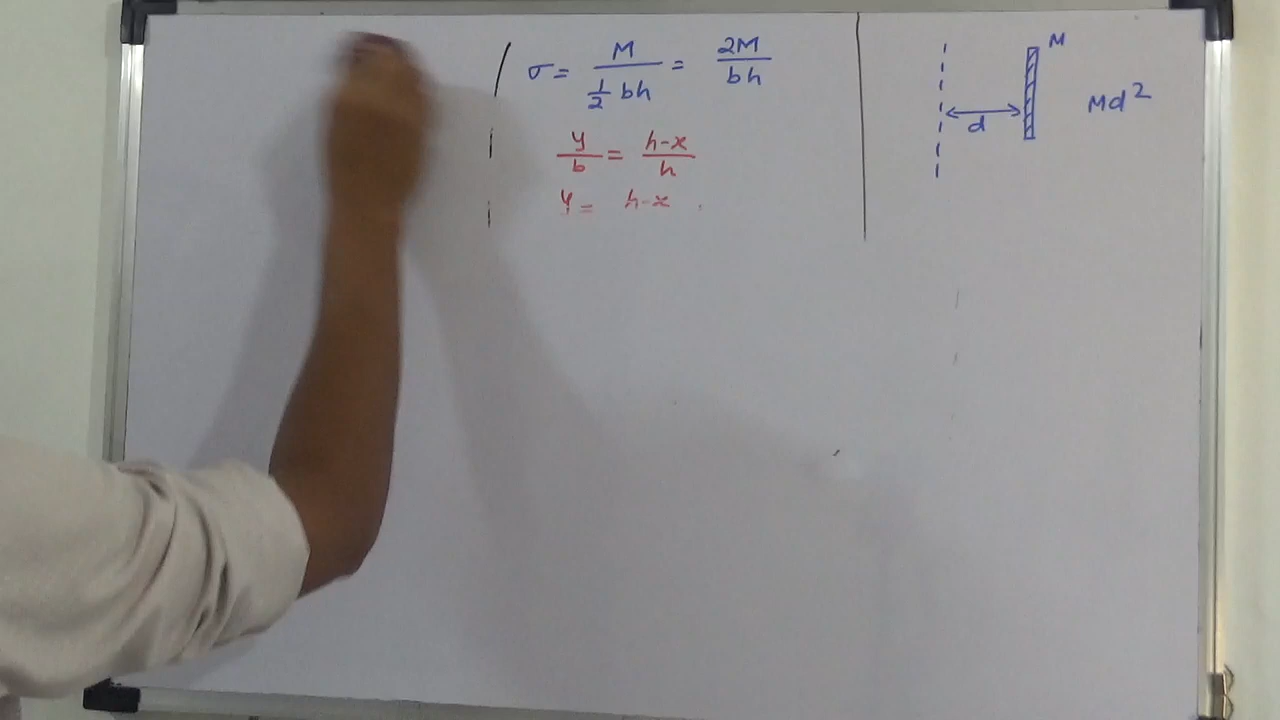 σ = M / ½ bh = 2M / bh
y / b = h-x / h
y = h-x
M
d
Md²